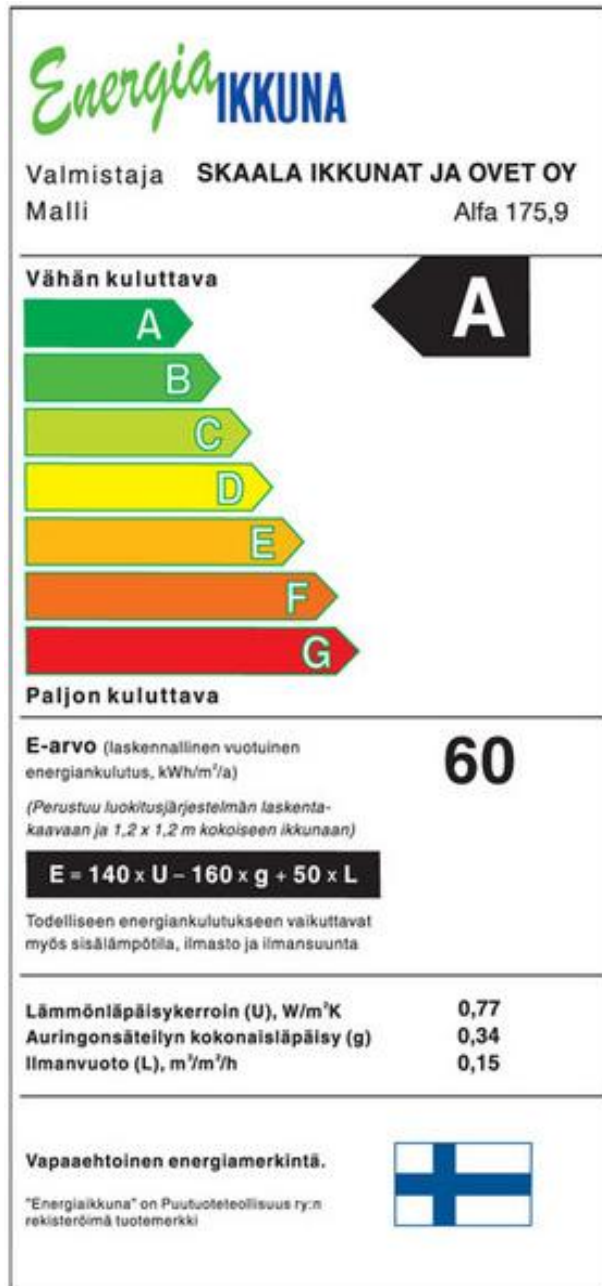 Energia IKKUNA
Valmistaja SKAALA IKKUNAT JA OVET OY
Malli Alfa 175,9
Vähän kuluttava
A
A
B
C
D
E
F
G
Paljon kuluttava
E-arvo (laskennallinen vuotuinen
energiankulutus, kWh/m²/a)
60
(Perustuu luokitusjärjestelmän laskenta-
kaavaan ja 1,2 x 1,2 m kokoiseen ikkunaan)
E = 140 x U – 160 x g + 50 x L
Todelliseen energiankulutukseen vaikuttavat
myös sisälämpötila, ilmasto ja ilmansuunta
Lämmönläpäisykerroin (U), W/m²K 0,77
Auringonsäteilyn kokonaisläpäisy (g) 0,34
Ilmanvuoto (L), m³/m²/h 0,15
Vapaaehtoinen energiamerkintä.
"Energiaikkuna" on Puutuoteteollisuus ry:n
rekisteröimä tuotemerkki